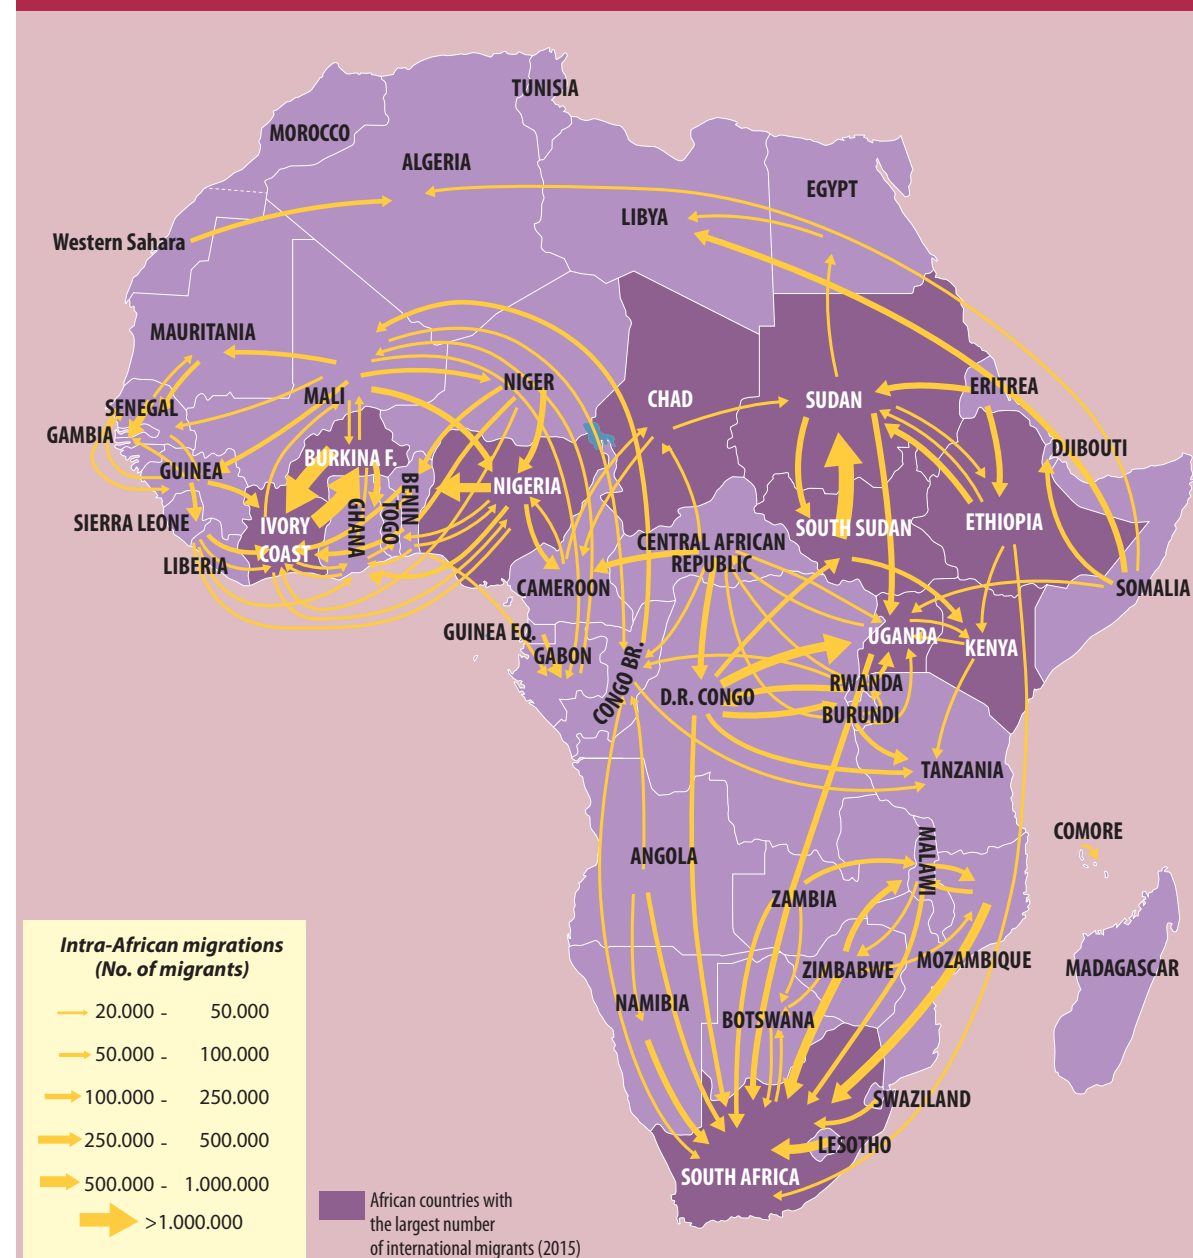 TUNISIA
MOROCCO
ALGERIA
EGYPT
LIBYA
Western Sahara
MAURITANIA
NIGER
ERITREA
MALI
CHAD
SUDAN
SENEGAL
GAMBIA
DJIBOUTI
BURKINA F.
GUINEA
NIGERIA
BENIN
TOGO
GHANA
SIERRA LEONE
IVORY
COAST
SOUTH SUDAN
ETHIOPIA
CENTRAL AFRICAN
REPUBLIC
LIBERIA
CAMEROON
SOMALIA
GUINEA EQ.
UGANDA
KENYA
GABON
CONGO BR.
RWANDA
D.R. CONGO
BURUNDI
TANZANIA
COMORE
ANGOLA
MALAWI
ZAMBIA
MOZAMBIQUE
ZIMBABWE
MADAGASCAR
NAMIBIA
BOTSWANA
SWAZILAND
LESOTHO
SOUTH AFRICA
Intra-African migrations
(No. of migrants)
20.000 - 50.000
50.000 - 100.000
100.000 - 250.000
250.000 - 500.000
500.000 - 1.000.000
>1.000.000
African countries with
the largest number
of international migrants (2015)